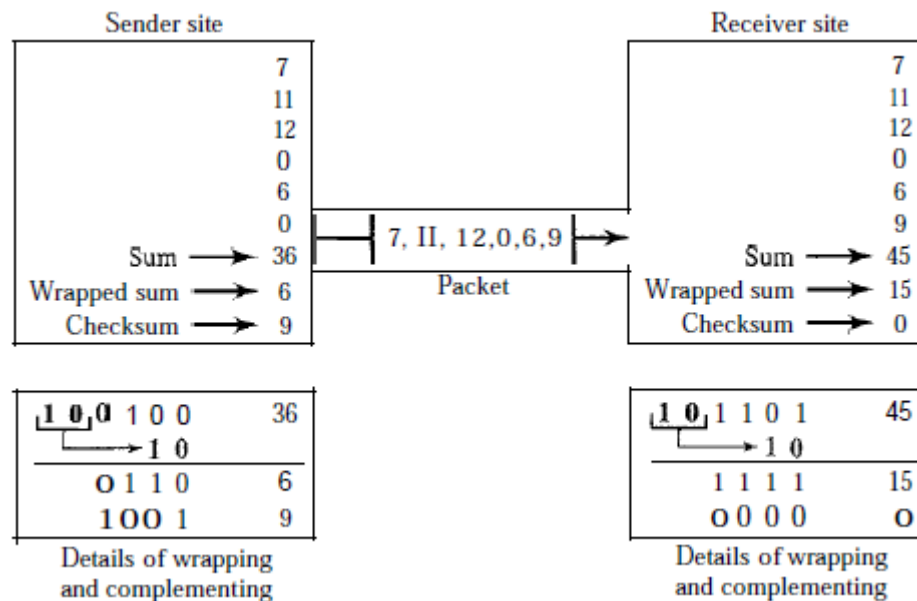 Sender site
7
11
12
0
6
0
Sum 36
Wrapped sum 6
Checksum 9
7, II, 12,0,6,9
Packet
Receiver site
7
11
12
0
6
9
Sum 45
Wrapped sum 15
Checksum 0
1 0 0 1 0 0 36
1 0
0 1 1 0 6
1 0 0 1 9
Details of wrapping
and complementing
1 0 1 1 0 1 45
1 0
1 1 1 1 15
0 0 0 0 0
Details of wrapping
and complementing